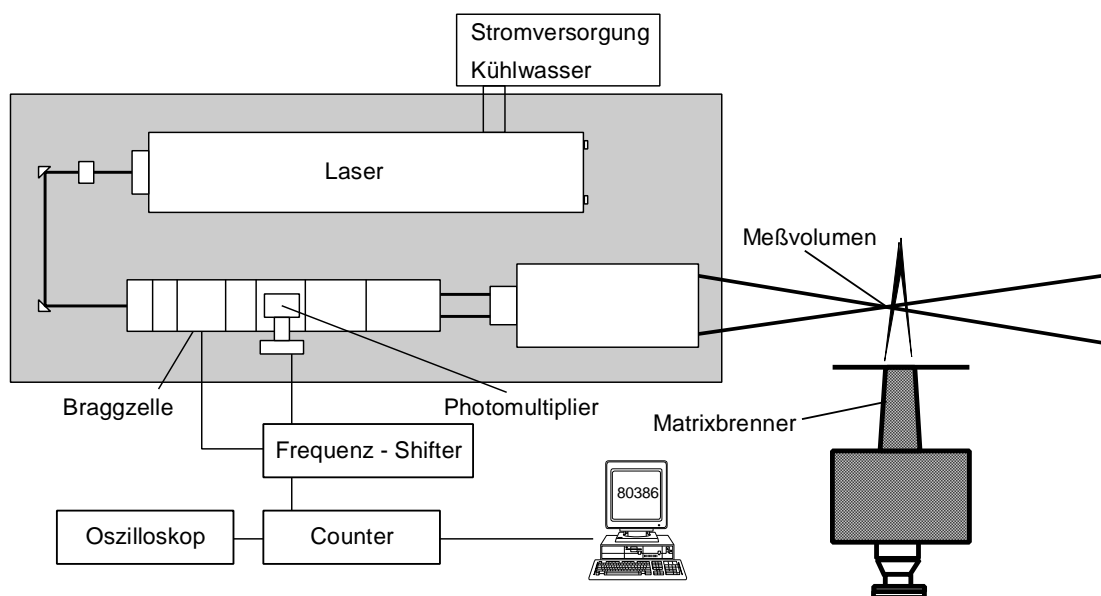 Stromversorgung
Kühlwasser
Laser
Meßvolumen
Braggzelle
Photomultiplier
Matrixbrenner
Frequenz - Shifter
80386
Oszilloskop
Counter